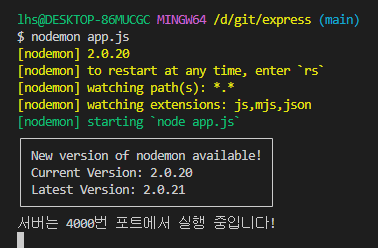 lhs@DESKTOP-86MUCGC MINGW64 /d/git/express (main)
$ nodemon app.js
[nodemon] 2.0.20
[nodemon] to restart at any time, enter `rs`
[nodemon] watching path(s): *.*
[nodemon] watching extensions: js,mjs,json
[nodemon] starting `node app.js`
New version of nodemon available!
Current Version: 2.0.20
Latest Version: 2.0.21
서버는 4000번 포트에서 실행 중입니다!